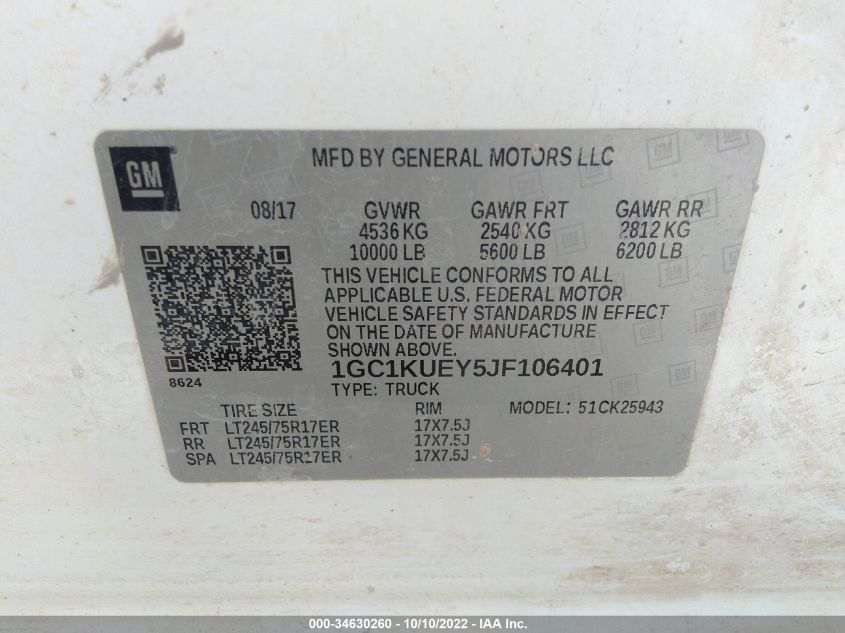 GM
MFD BY GENERAL MOTORS LLC
08/17 GVWR GAWR FRT GAWR RR
4536 KG 2540 KG 2812 KG
10000 LB 5600 LB 6200 LB
THIS VEHICLE CONFORMS TO ALL
APPLICABLE U.S. FEDERAL MOTOR
VEHICLE SAFETY STANDARDS IN EFFECT
ON THE DATE OF MANUFACTURE
SHOWN ABOVE.
8624
1GC1KUEY5JF106401
TYPE: TRUCK
TIRE SIZE RIM MODEL: 51CK25943
FRT LT245/75R17ER 17X7.5J
RR LT245/75R17ER 17X7.5J
SPA LT245/75R17ER 17X7.5J
000-34630260 - 10/10/2022 - IAA Inc.